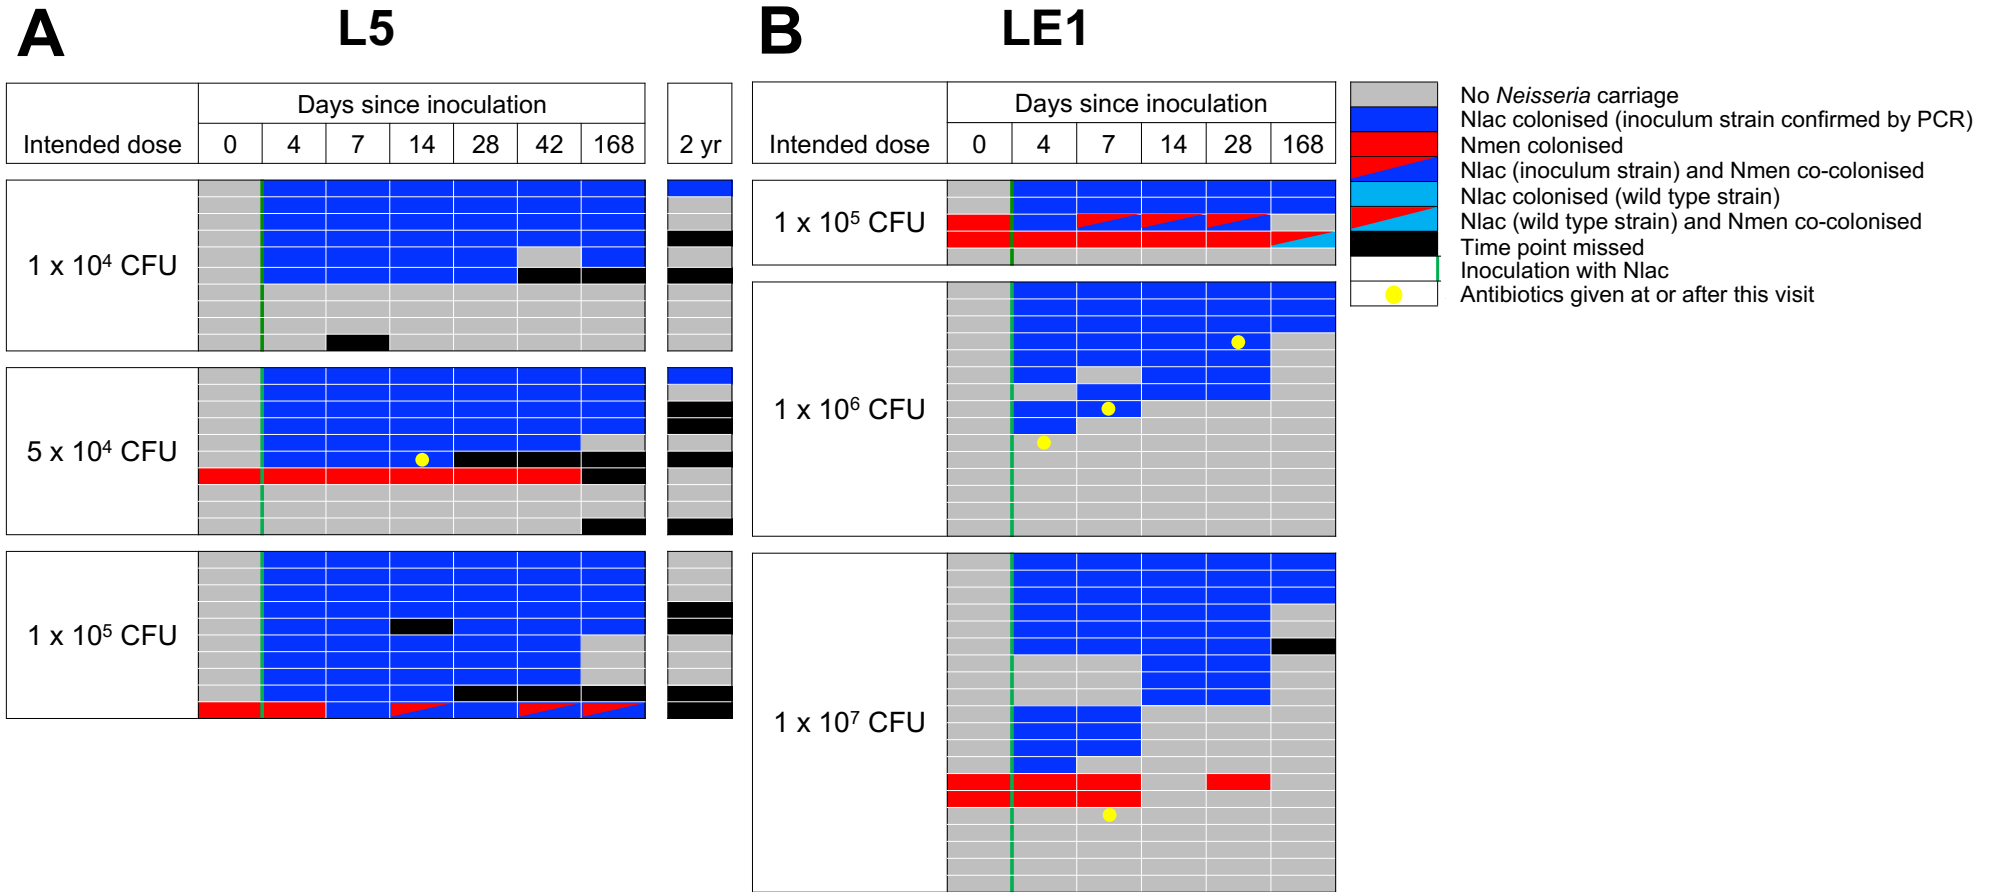 A
L5
Days since inoculation
Intended dose 0 4 7 14 28 42 168 2 yr
1 x 10⁴ CFU
5 x 10⁴ CFU
1 x 10⁵ CFU
B
LE1
Days since inoculation
Intended dose 0 4 7 14 28 168
1 x 10⁵ CFU
1 x 10⁶ CFU
1 x 10⁷ CFU
No Neisseria carriage
Nlac colonised (inoculum strain confirmed by PCR)
Nmen colonised
Nlac (inoculum strain) and Nmen co-colonised
Nlac colonised (wild type strain)
Nlac (wild type strain) and Nmen co-colonised
Time point missed
Inoculation with Nlac
Antibiotics given at or after this visit